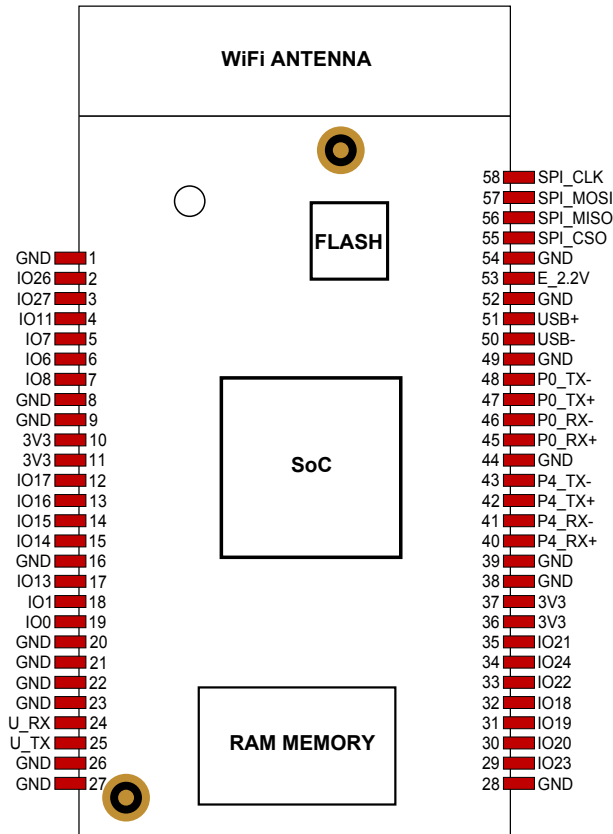 WiFi ANTENNA
FLASH
SoC
RAM MEMORY
GND 1
IO26 2
IO27 3
IO11 4
IO7 5
IO6 6
IO8 7
GND 8
GND 9
3V3 10
3V3 11
IO17 12
IO16 13
IO15 14
IO14 15
GND 16
IO13 17
IO1 18
IO0 19
GND 20
GND 21
GND 22
GND 23
U_RX 24
U_TX 25
GND 26
GND 27
58 SPI_CLK
57 SPI_MOSI
56 SPI_MISO
55 SPI_CSO
54 GND
53 E_2.2V
52 GND
51 USB+
50 USB-
49 GND
48 P0_TX-
47 P0_TX+
46 P0_RX-
45 P0_RX+
44 GND
43 P4_TX-
42 P4_TX+
41 P4_RX-
40 P4_RX+
39 GND
38 GND
37 3V3
36 3V3
35 IO21
34 IO24
33 IO22
32 IO18
31 IO19
30 IO20
29 IO23
28 GND